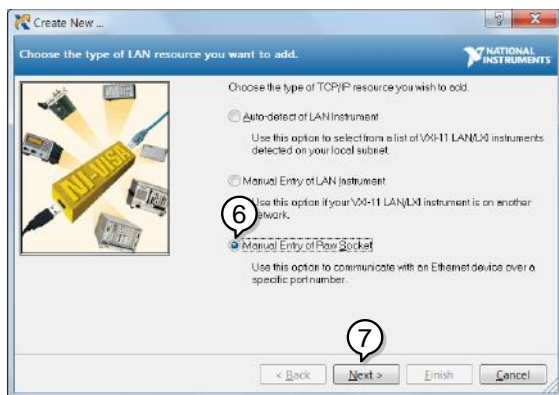 Create New ...
Choose the type of LAN resource you want to add.
NATIONAL
INSTRUMENTS
Choose the type of TCP/IP resource you wish to add.
Auto-detect of LAN Instrument
Use this option to select from a list of VXI-11 LAN/LXI instruments
detected on your local subnet.
Manual Entry of LAN Instrument
Use this option if your VXI-11 LAN/LXI instrument is on another
network.
6
Manual Entry of Raw Socket
Use this option to communicate with an Ethernet device over a
specific port number.
NI-VISA
7
< Back
Next >
Finish
Cancel